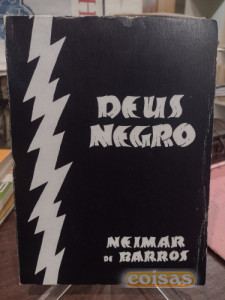 DEUS
NEGRO
NEIMAR
DE BARROS
coisas